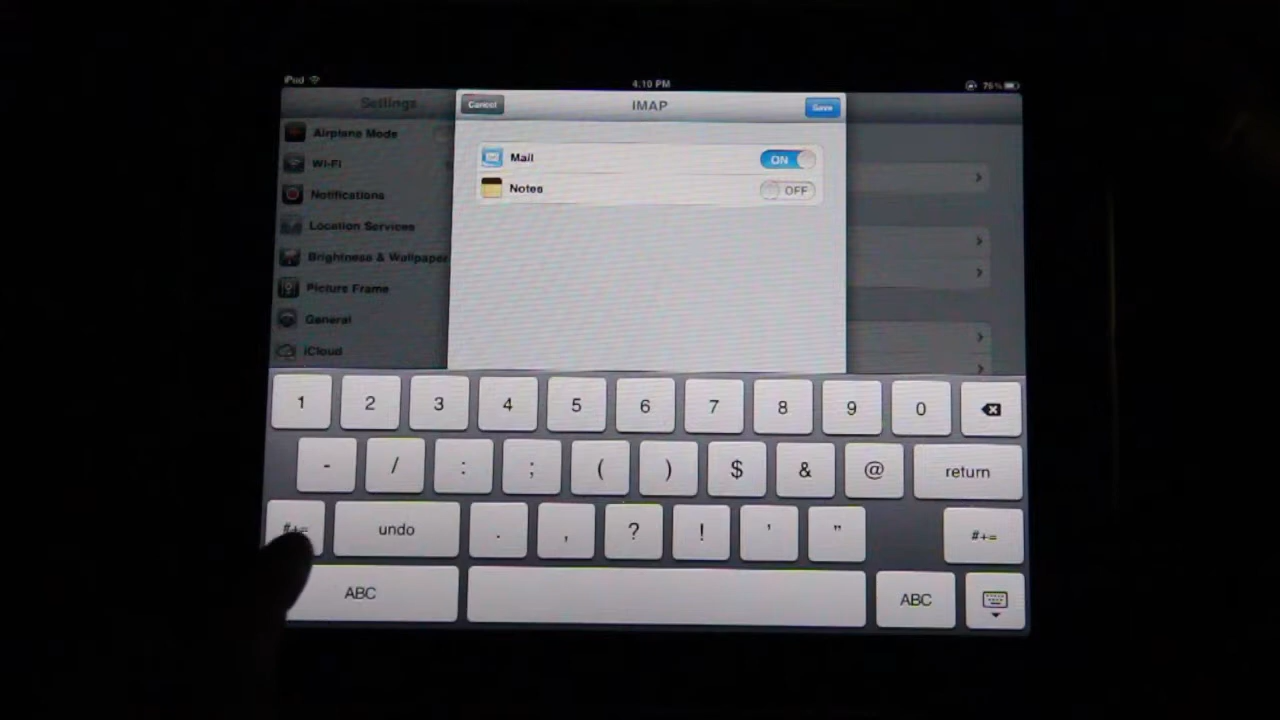 iPod 4:10 PM 76%
Settings
Cancel IMAP Save
Airplane Mode
Wi-Fi
Notifications
Location Services
Brightness & Wallpaper
Picture Frame
General
iCloud
Mail ON
Notes OFF
1 2 3 4 5 6 7 8 9 0
- / : ; ( ) $ & @ return
#+= undo . , ? ! ' " #+=
ABC ABC